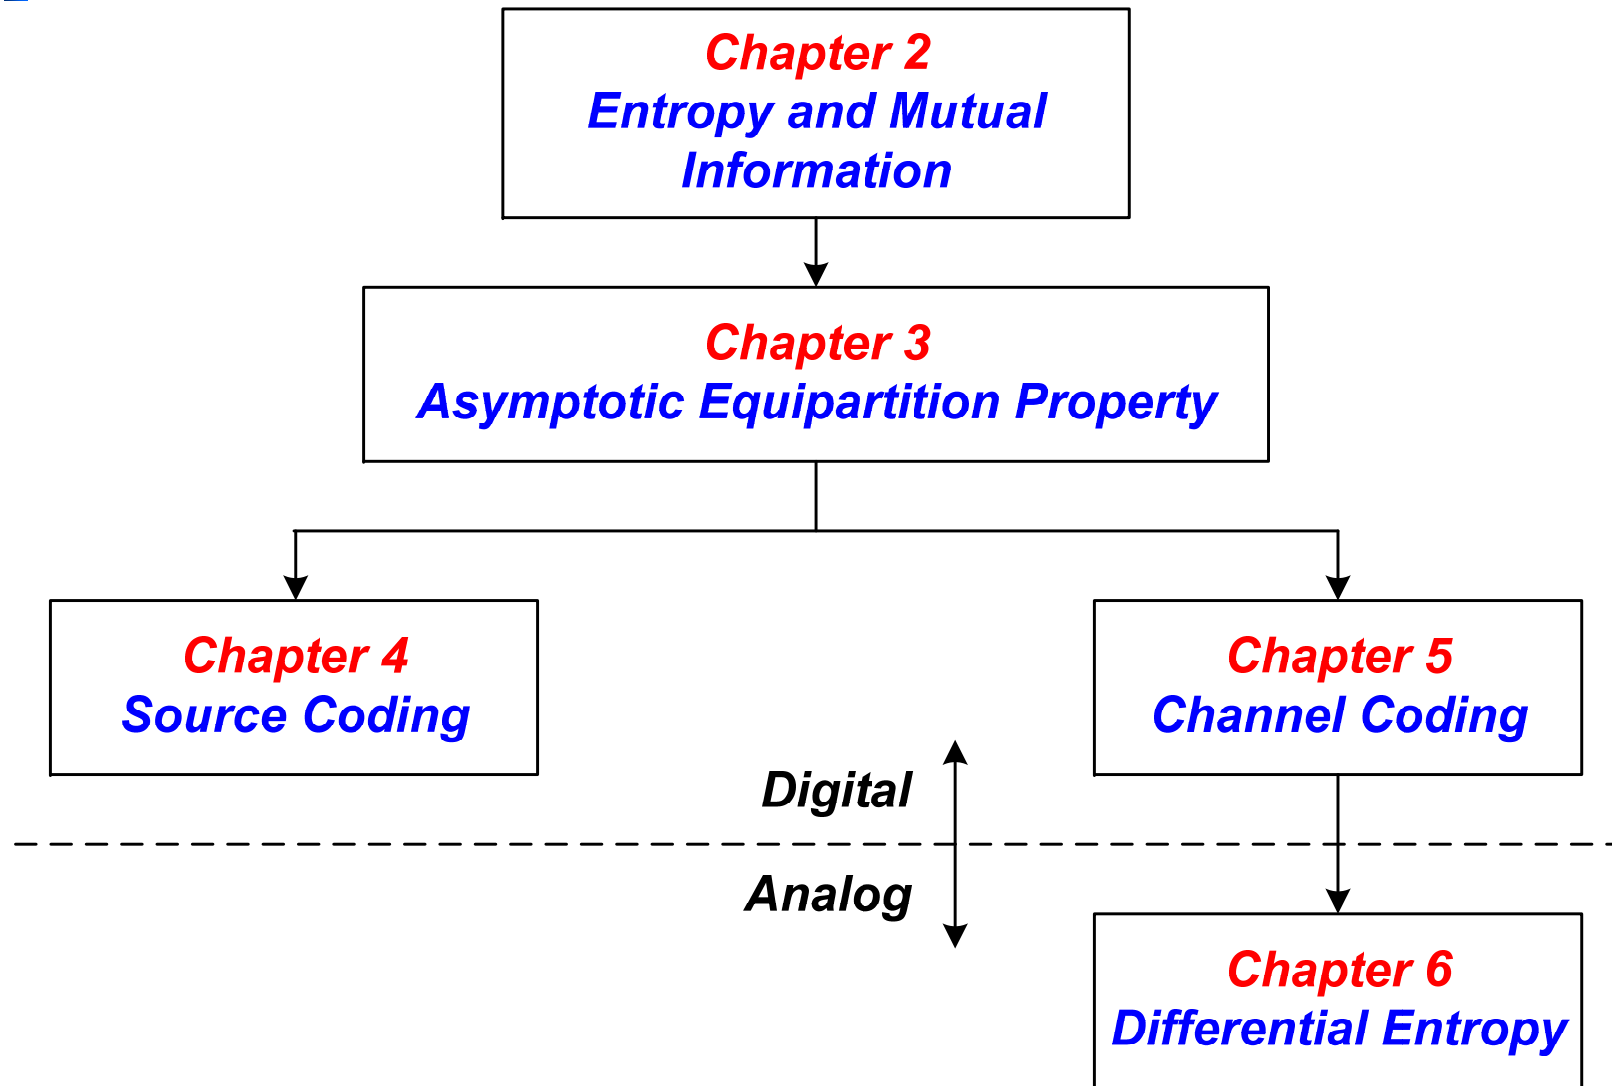 Chapter 2
Entropy and Mutual
Information
Chapter 3
Asymptotic Equipartition Property
Chapter 4
Source Coding
Chapter 5
Channel Coding
Digital
Analog
Chapter 6
Differential Entropy